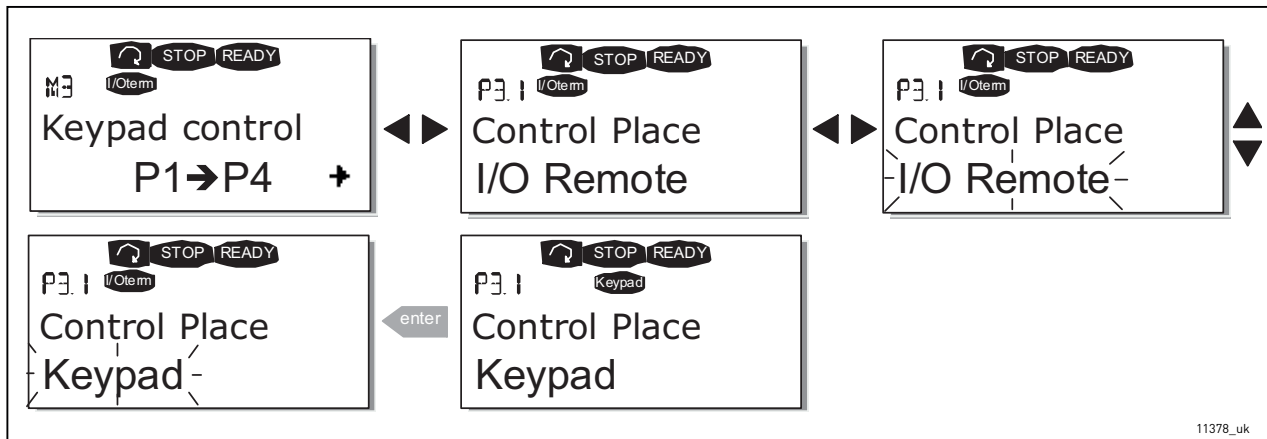 STOP READY
M3 I/Oterm
Keypad control
P1➔P4
STOP READY
P3.1 I/Oterm
Control Place
I/O Remote
STOP READY
P3.1 I/Oterm
Control Place
I/O Remote
STOP READY
P3.1 I/Oterm
Control Place
Keypad
enter
STOP READY
P3.1 Keypad
Control Place
Keypad
11378_uk